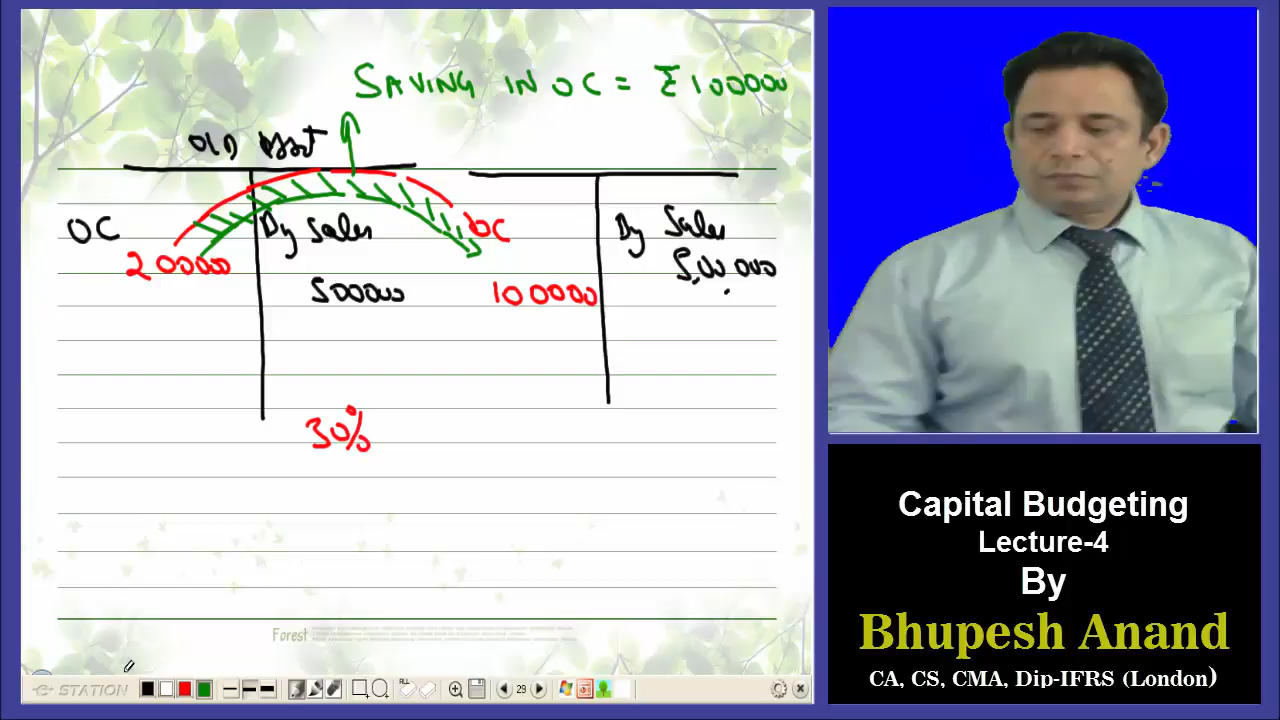 SAVING IN OC = ₹100000
Old Asset
OC
By Sales
OC
By Sales
200000
500000
100000
5,00,000
30%
Forest
STATION
29
Capital Budgeting
Lecture-4
By
Bhupesh Anand
CA, CS, CMA, Dip-IFRS (London)